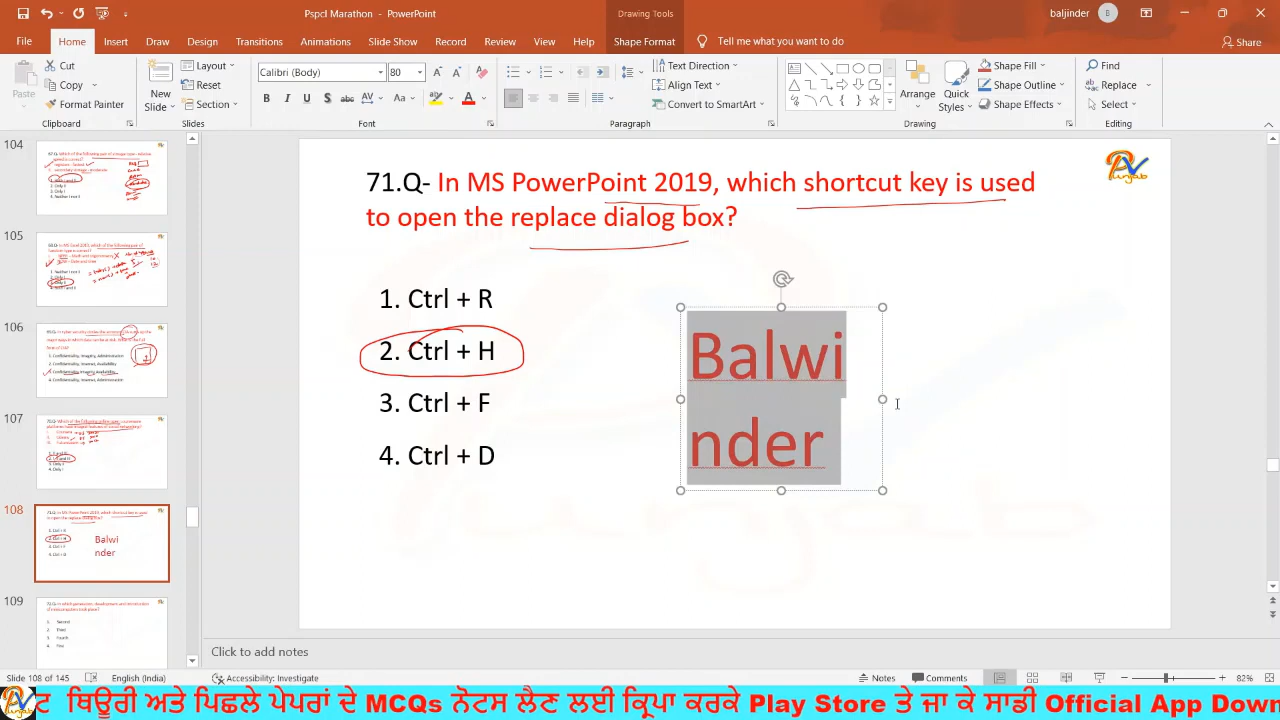 Pspcl Marathon - PowerPoint
Drawing Tools
baljinder B
File Home Insert Draw Design Transitions Animations Slide Show Record Review View Help Shape Format Tell me what you want to do Share
Paste
Cut
Copy
Format Painter
Clipboard
New Slide
Layout
Reset
Section
Slides
Calibri (Body) 80
Font
Paragraph
Text Direction
Align Text
Convert to SmartArt
Arrange
Quick Styles
Shape Fill
Shape Outline
Shape Effects
Drawing
Find
Replace
Select
Editing
104
105
106
107
108
109
71.Q- In MS PowerPoint 2019, which shortcut key is used
to open the replace dialog box?
1. Ctrl + R
2. Ctrl + H
3. Ctrl + F
4. Ctrl + D
Balwi
nder
Click to add notes
Slide 108 of 145 English (India) Accessibility: Investigate Notes Comments 82%
ਥਿਊਰੀ ਅਤੇ ਪਿਛਲੇ ਪੇਪਰਾਂ ਦੇ MCQs ਨੋਟਸ ਲੈਣ ਲਈ ਕ੍ਰਿਪਾ ਕਰਕੇ Play Store ਤੇ ਜਾ ਕੇ ਸਾਡੀ Official App Down